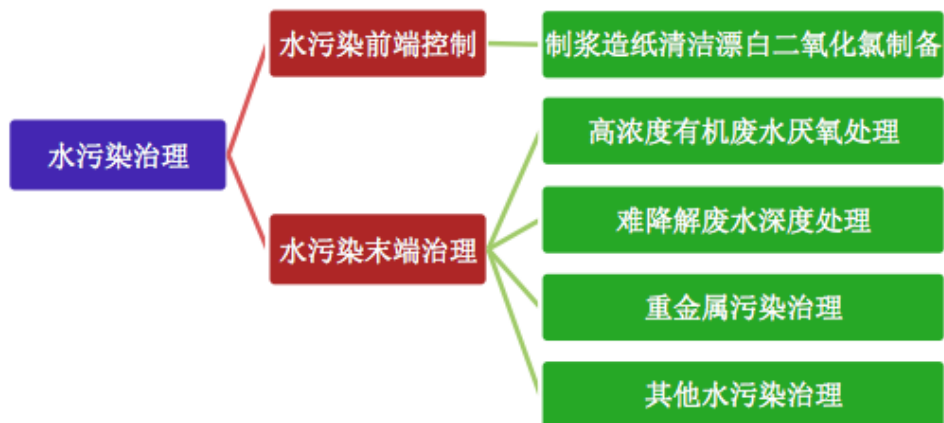 水污染治理
水污染前端控制
制浆造纸清洁漂白二氧化氯制备
水污染末端治理
高浓度有机废水厌氧处理
难降解废水深度处理
重金属污染治理
其他水污染治理